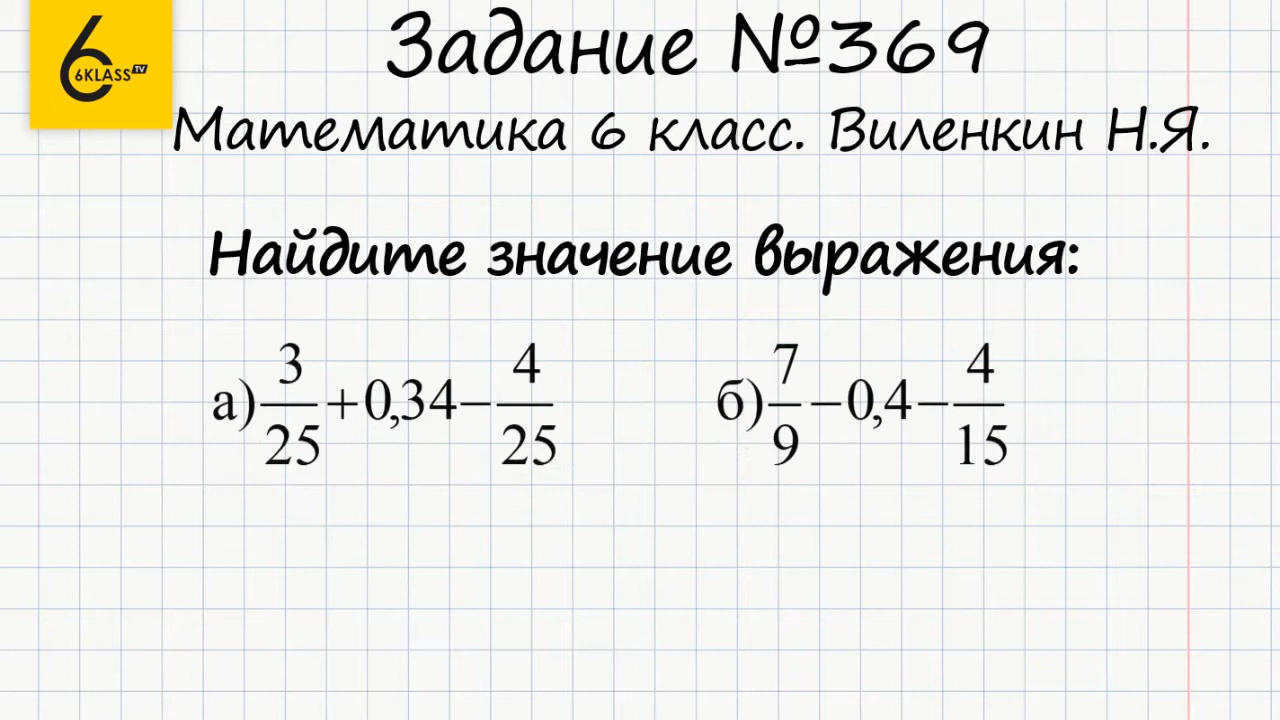 6
6KLASS TV
Задание №369
Математика 6 класс. Виленкин Н.Я.
Найдите значение выражения:
а) 3/25 + 0,34 − 4/25
б) 7/9 − 0,4 − 4/15